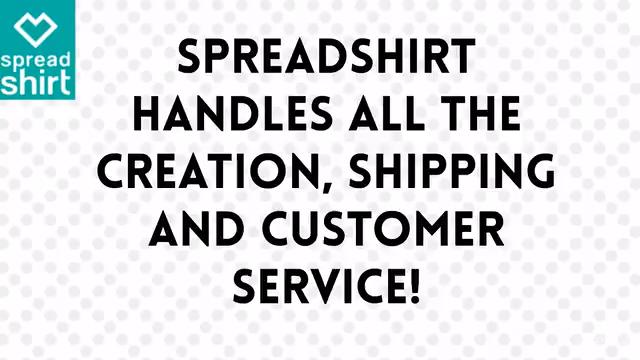 spread
shirt
SPREADSHIRT
HANDLES ALL THE
CREATION, SHIPPING
AND CUSTOMER
SERVICE!